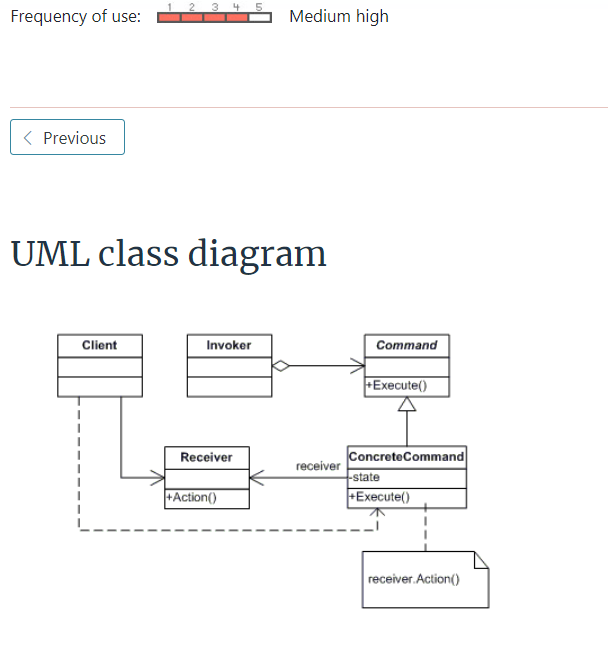 1 2 3 4 5
Frequency of use: Medium high
Previous
UML class diagram
Client Invoker Command
+Execute()
Receiver ConcreteCommand
receiver
-state
+Action() +Execute()
receiver.Action()